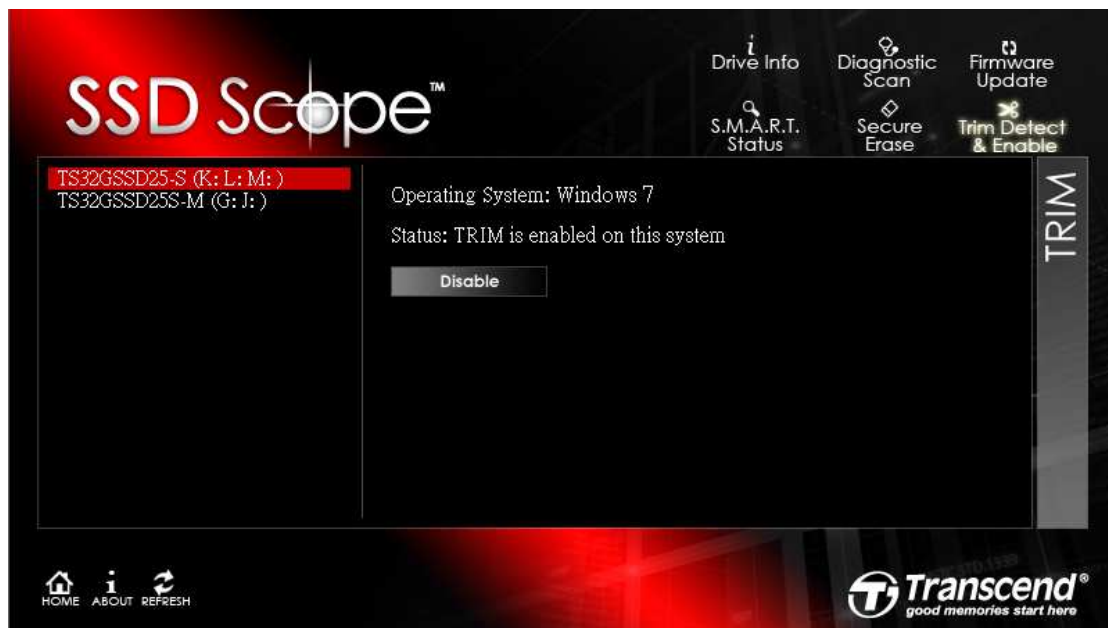 SSD Scope™
Drive Info
Diagnostic
Scan
Firmware
Update
S.M.A.R.T.
Status
Secure
Erase
Trim Detect
& Enable
TS32GSSD25-S (K: L: M: )
TS32GSSD25S-M (G: J: )
Operating System: Windows 7
Status: TRIM is enabled on this system
Disable
TRIM
HOME ABOUT REFRESH
Transcend®
good memories start here